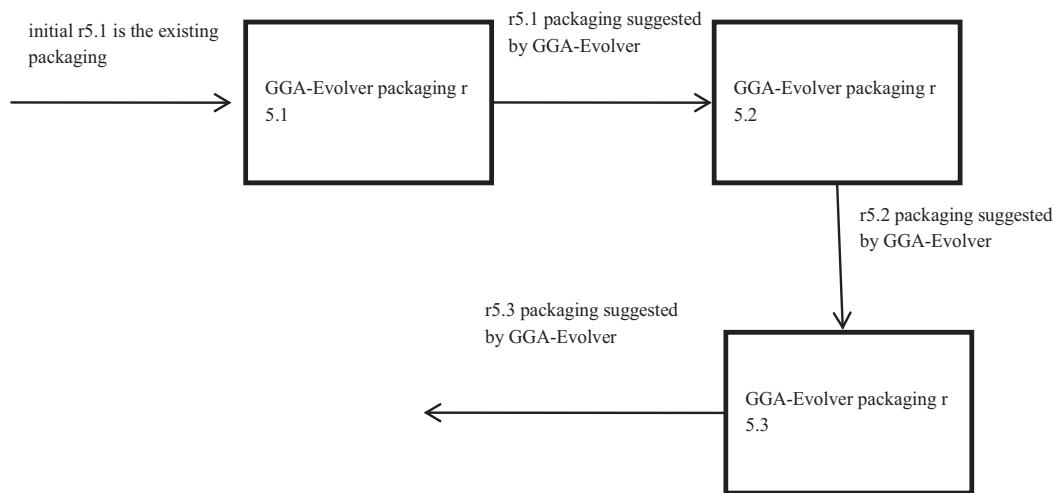 initial r5.1 is the existing
packaging
GGA-Evolver packaging r
5.1
r5.1 packaging suggested
by GGA-Evolver
GGA-Evolver packaging r
5.2
r5.2 packaging suggested
by GGA-Evolver
r5.3 packaging suggested
by GGA-Evolver
GGA-Evolver packaging r
5.3